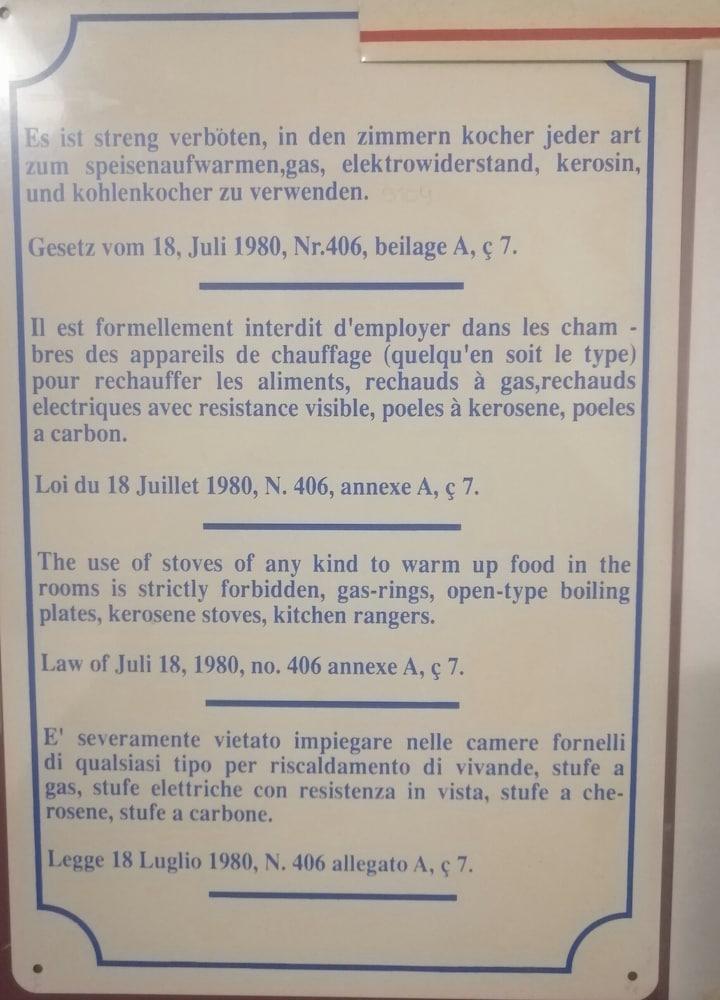 Es ist streng verböten, in den zimmern kocher jeder art
zum speisenaufwarmen,gas, elektrowiderstand, kerosin,
und kohlenkocher zu verwenden.
Gesetz vom 18, Juli 1980, Nr.406, beilage A, ç 7.
Il est formellement interdit d'employer dans les cham -
bres des appareils de chauffage (quelqu'en soit le type)
pour rechauffer les aliments, rechauds à gas,rechauds
electriques avec resistance visible, poeles à kerosene, poeles
a carbon.
Loi du 18 Juillet 1980, N. 406, annexe A, ç 7.
The use of stoves of any kind to warm up food in the
rooms is strictly forbidden, gas-rings, open-type boiling
plates, kerosene stoves, kitchen rangers.
Law of Juli 18, 1980, no. 406 annexe A, ç 7.
E' severamente vietato impiegare nelle camere fornelli
di qualsiasi tipo per riscaldamento di vivande, stufe a
gas, stufe elettriche con resistenza in vista, stufe a che-
rosene, stufe a carbone.
Legge 18 Luglio 1980, N. 406 allegato A, ç 7.